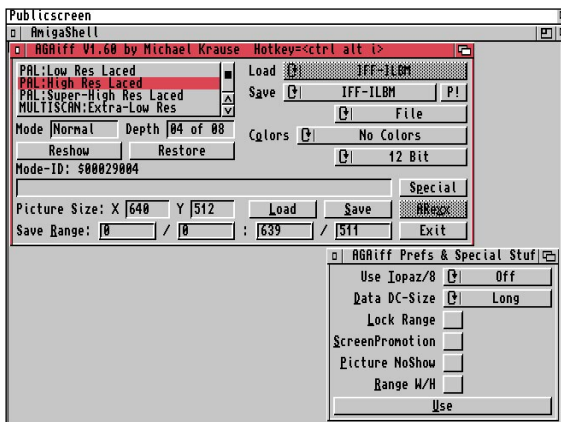 Publicscreen
AmigaShell
AGAiff V1.60 by Michael Krause Hotkey=<ctrl alt i>
PAL:Low Res Laced
PAL:High Res Laced
PAL:Super-High Res Laced
MULTISCAN:Extra-Low Res
Mode Normal Depth 04 of 08
Reshow Restore
Mode-ID: $00029004
Load IFF-ILBM
Save IFF-ILBM P!
File
Colors No Colors
12 Bit
Special
Picture Size: X 640 Y 512 Load Save ARexx
Save Range: 0 / 0 : 639 / 511 Exit
AGAiff Prefs & Special Stuf
Use Topaz/8 Off
Data DC-Size Long
Lock Range
ScreenPromotion
Picture NoShow
Range W/H
Use